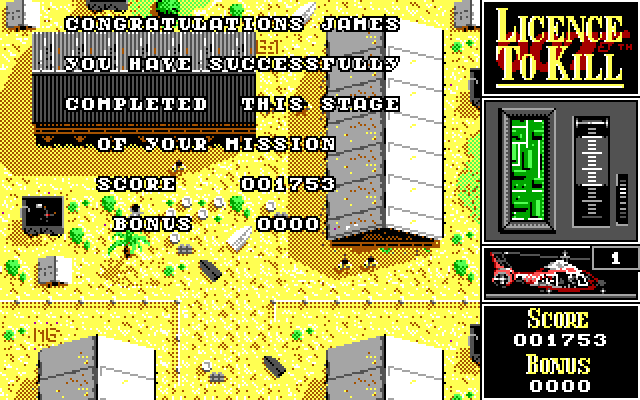 CONGRATULATIONS JAMES
YOU HAVE SUCCESSFULLY
COMPLETED THIS STAGE
OF YOUR MISSION
SCORE 001753
BONUS 0000
LICENCE
TO KILL
TM
1
SCORE
001753
BONUS
0000